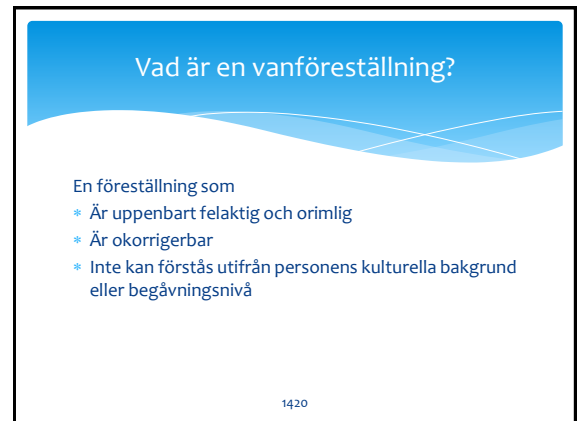 Vad är en vanföreställning?
En föreställning som
* Är uppenbart felaktig och orimlig
* Är okorrigerbar
* Inte kan förstås utifrån personens kulturella bakgrund
eller begåvningsnivå
1420